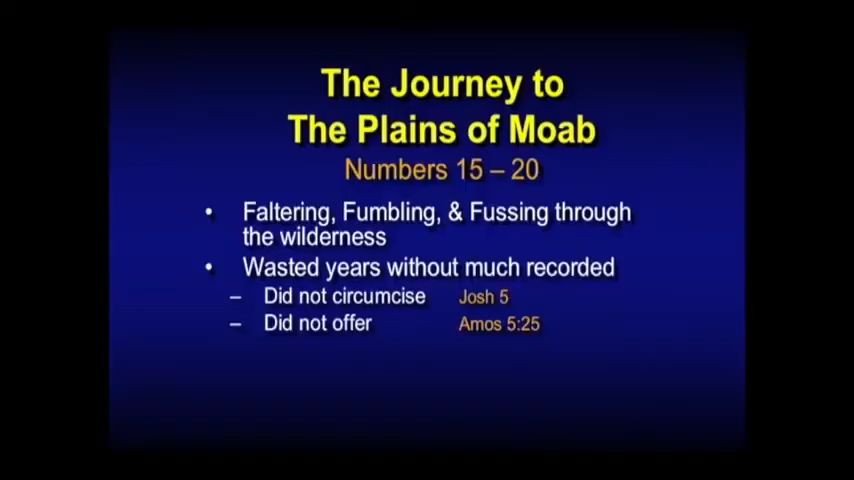 The Journey to
The Plains of Moab
Numbers 15 – 20
• Faltering, Fumbling, & Fussing through
the wilderness
• Wasted years without much recorded
– Did not circumcise Josh 5
– Did not offer Amos 5:25